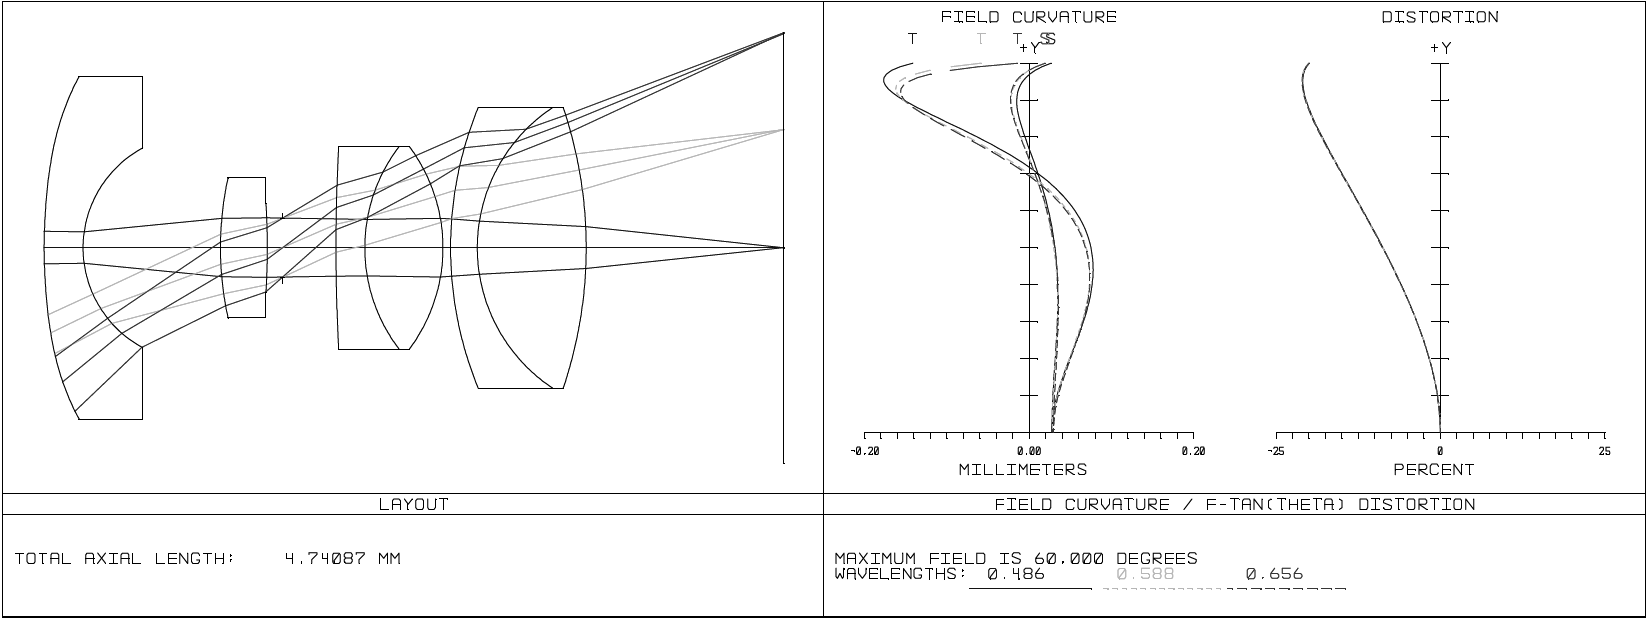 FIELD CURVATURE
DISTORTION
T T T S S
+Y
+Y
-0.20 0.00 0.20
-25 0 25
MILLIMETERS
PERCENT
LAYOUT
FIELD CURVATURE / F-TAN(THETA) DISTORTION
TOTAL AXIAL LENGTH: 4.74087 MM
MAXIMUM FIELD IS 60.000 DEGREES
WAVELENGTHS: 0.486 0.588 0.656